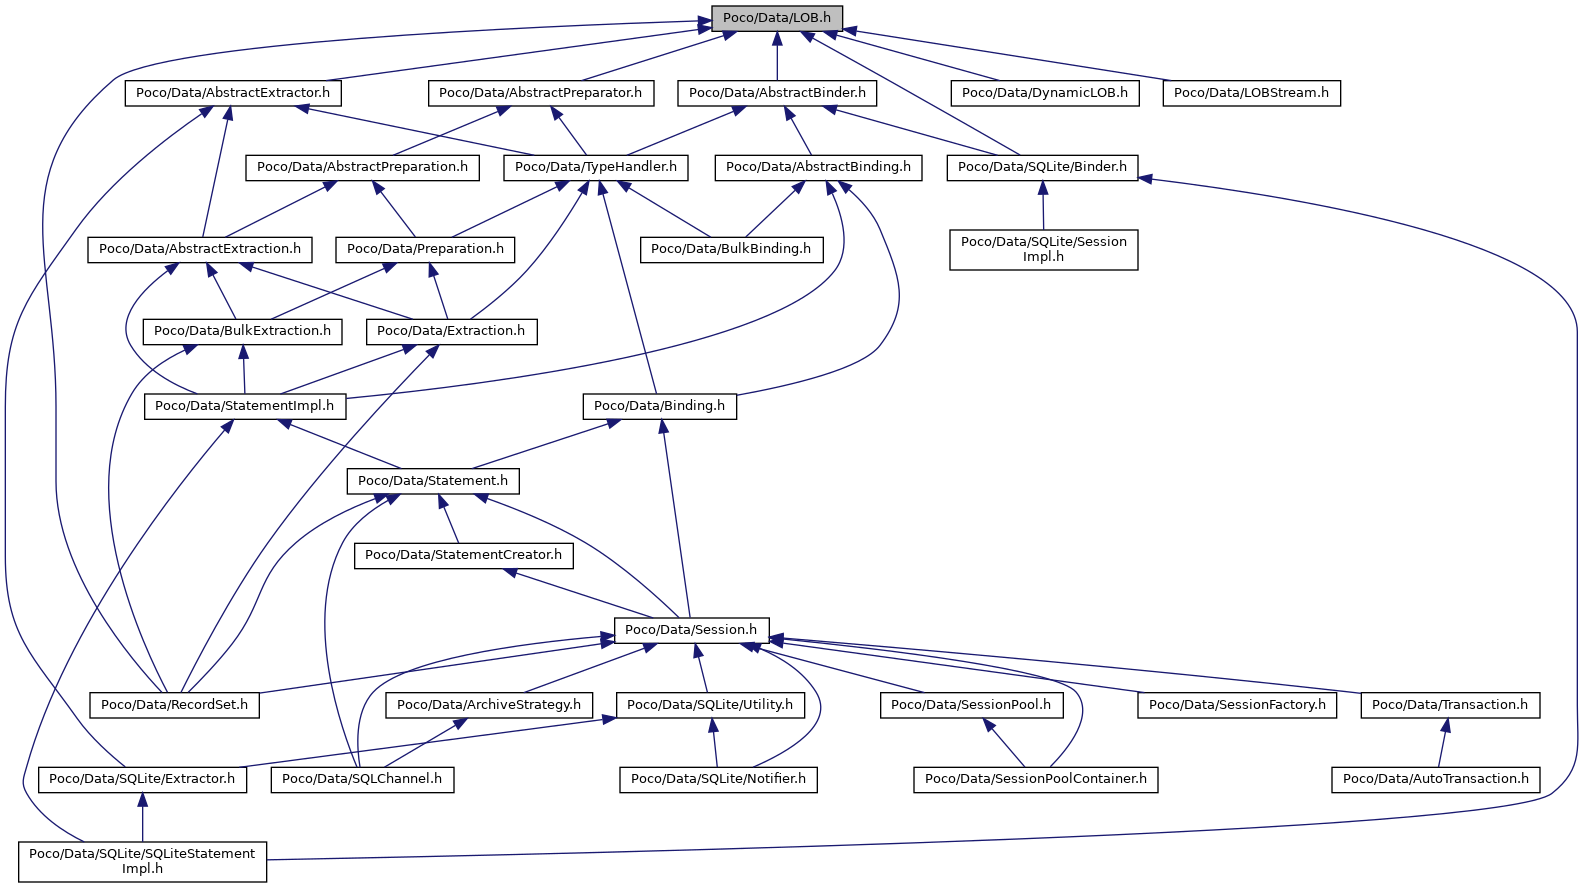 Poco/Data/LOB.h
Poco/Data/AbstractExtractor.h
Poco/Data/AbstractPreparator.h
Poco/Data/AbstractBinder.h
Poco/Data/DynamicLOB.h
Poco/Data/LOBStream.h
Poco/Data/AbstractPreparation.h
Poco/Data/TypeHandler.h
Poco/Data/AbstractBinding.h
Poco/Data/SQLite/Binder.h
Poco/Data/AbstractExtraction.h
Poco/Data/Preparation.h
Poco/Data/BulkBinding.h
Poco/Data/SQLite/Session
Impl.h
Poco/Data/BulkExtraction.h
Poco/Data/Extraction.h
Poco/Data/StatementImpl.h
Poco/Data/Binding.h
Poco/Data/Statement.h
Poco/Data/StatementCreator.h
Poco/Data/Session.h
Poco/Data/RecordSet.h
Poco/Data/ArchiveStrategy.h
Poco/Data/SQLite/Utility.h
Poco/Data/SessionPool.h
Poco/Data/SessionFactory.h
Poco/Data/Transaction.h
Poco/Data/SQLite/Extractor.h
Poco/Data/SQLChannel.h
Poco/Data/SQLite/Notifier.h
Poco/Data/SessionPoolContainer.h
Poco/Data/AutoTransaction.h
Poco/Data/SQLite/SQLiteStatement
Impl.h